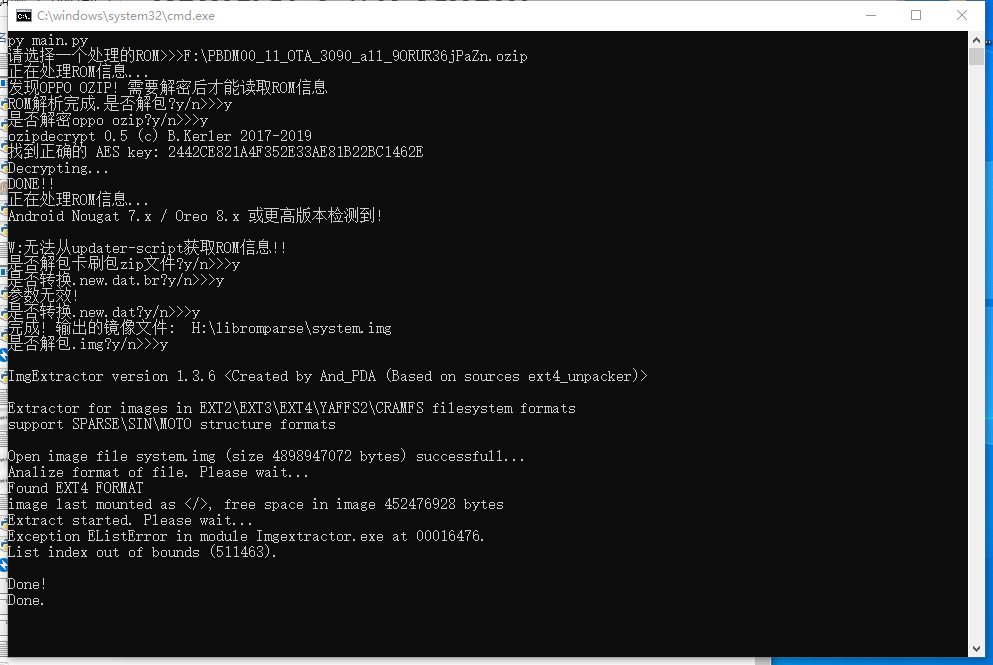 C:\windows\system32\cmd.exe
py main.py
请选择一个处理的ROM>>>F:\PBDM00_11_OTA_3090_all_9ORUR36jPaZn.ozip
正在处理ROM信息...
发现OPPO OZIP! 需要解密后才能读取ROM信息
ROM解析完成.是否解包?y/n>>>y
是否解密oppo ozip?y/n>>>y
ozipdecrypt 0.5 (c) B.Kerler 2017-2019
找到正确的 AES key: 2442CE821A4F352E33AE81B22BC1462E
Decrypting...
DONE!!
正在处理ROM信息...
Android Nougat 7.x / Oreo 8.x 或更高版本检测到!
W:无法从updater-script获取ROM信息!!
是否解包卡刷包zip文件?y/n>>>y
是否转换.new.dat.br?y/n>>>y
参数无效!
是否转换.new.dat?y/n>>>y
完成! 输出的镜像文件: H:\libromparse\system.img
是否解包.img?y/n>>>y
ImgExtractor version 1.3.6 <Created by And_PDA (Based on sources ext4_unpacker)>
Extractor for images in EXT2\EXT3\EXT4\YAFFS2\CRAMFS filesystem formats
support SPARSE\SIN\MOTO structure formats
Open image file system.img (size 4898947072 bytes) successfull...
Analize format of file. Please wait...
Found EXT4 FORMAT
image last mounted as </>, free space in image 452476928 bytes
Extract started. Please wait...
Exception EListError in module Imgextractor.exe at 00016476.
List index out of bounds (511463).
Done!
Done.